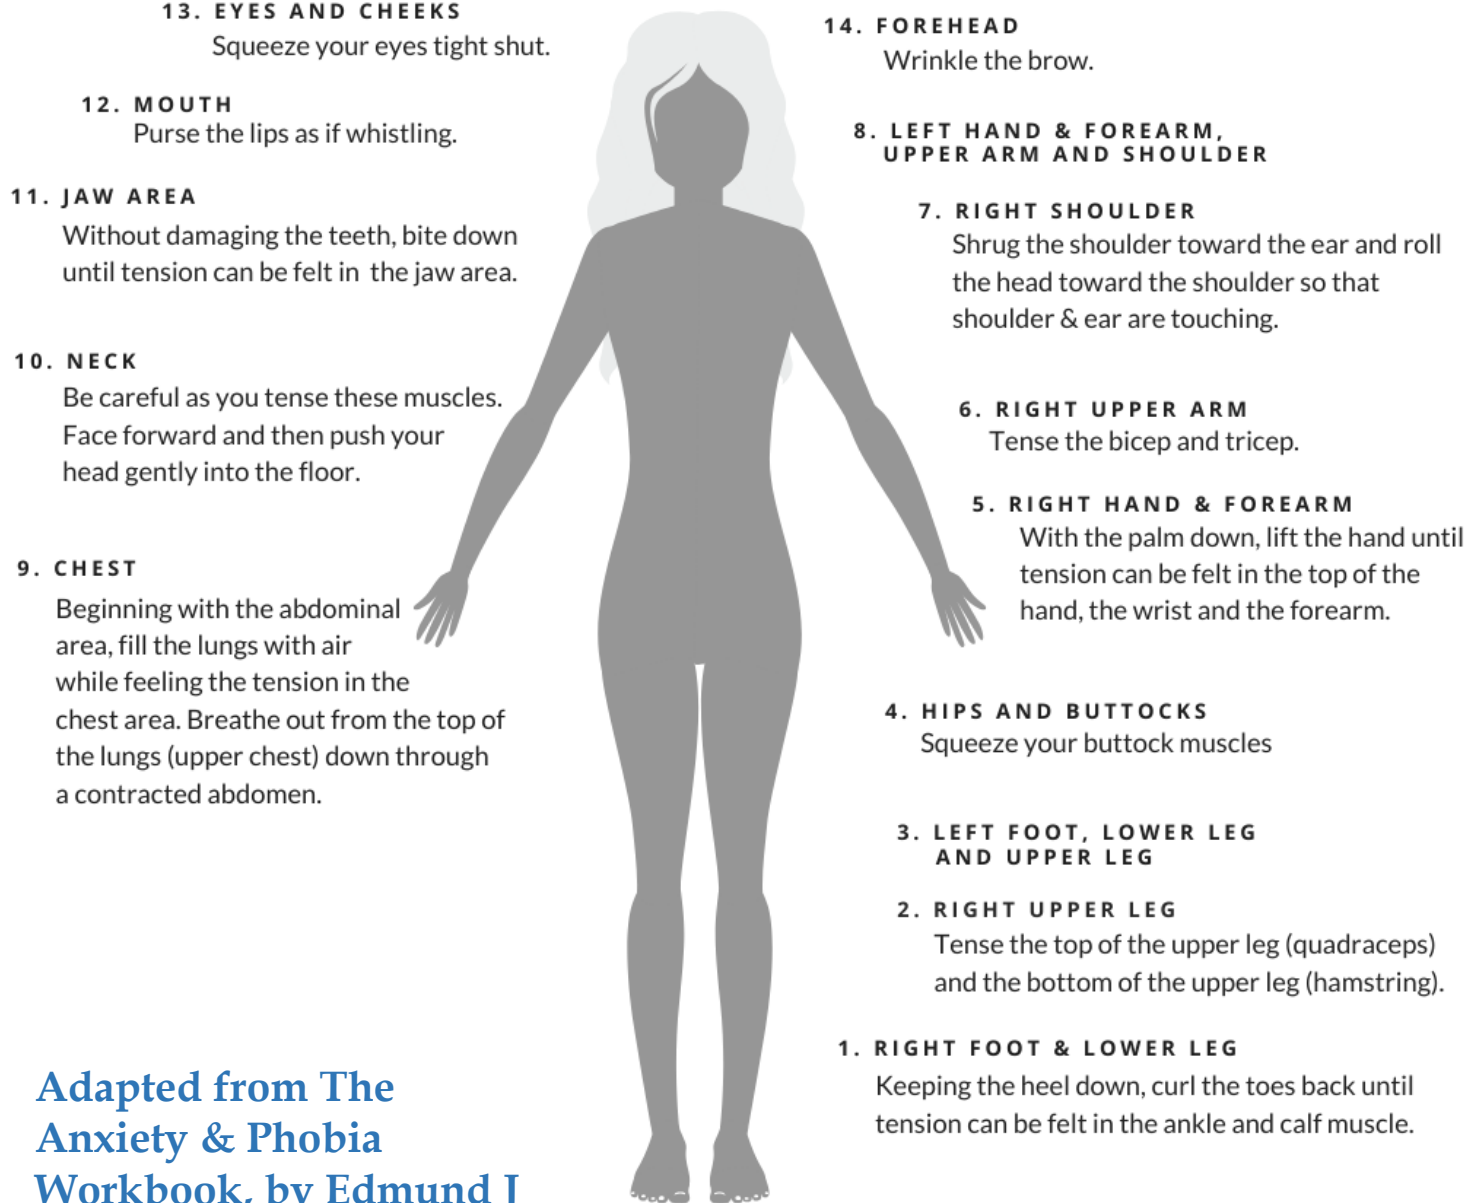 13. EYES AND CHEEKS
Squeeze your eyes tight shut.
12. MOUTH
Purse the lips as if whistling.
11. JAW AREA
Without damaging the teeth, bite down
until tension can be felt in the jaw area.
10. NECK
Be careful as you tense these muscles.
Face forward and then push your
head gently into the floor.
9. CHEST
Beginning with the abdominal
area, fill the lungs with air
while feeling the tension in the
chest area. Breathe out from the top of
the lungs (upper chest) down through
a contracted abdomen.
Adapted from The
Anxiety & Phobia
Workbook, by Edmund J
14. FOREHEAD
Wrinkle the brow.
8. LEFT HAND & FOREARM,
UPPER ARM AND SHOULDER
7. RIGHT SHOULDER
Shrug the shoulder toward the ear and roll
the head toward the shoulder so that
shoulder & ear are touching.
6. RIGHT UPPER ARM
Tense the bicep and tricep.
5. RIGHT HAND & FOREARM
With the palm down, lift the hand until
tension can be felt in the top of the
hand, the wrist and the forearm.
4. HIPS AND BUTTOCKS
Squeeze your buttock muscles
3. LEFT FOOT, LOWER LEG
AND UPPER LEG
2. RIGHT UPPER LEG
Tense the top of the upper leg (quadraceps)
and the bottom of the upper leg (hamstring).
1. RIGHT FOOT & LOWER LEG
Keeping the heel down, curl the toes back until
tension can be felt in the ankle and calf muscle.